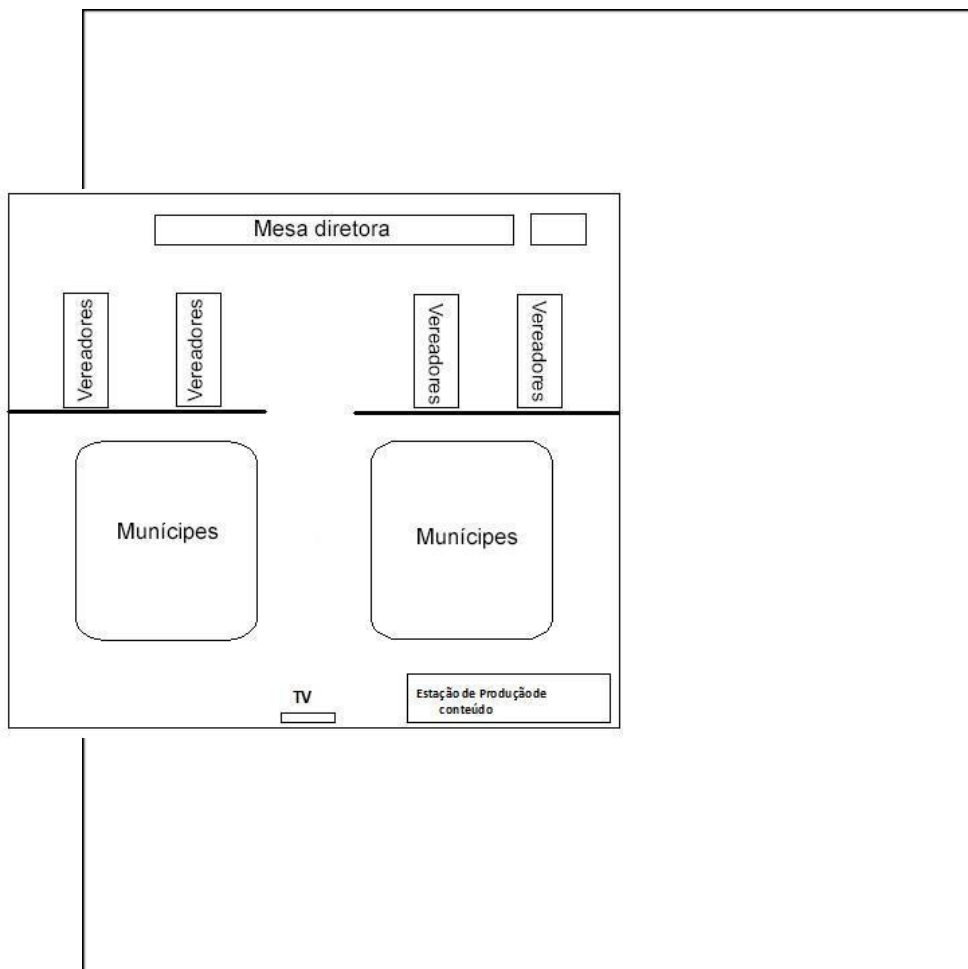 Mesa diretora
Vereadores
Vereadores
Vereadores
Vereadores
Munícipes
Munícipes
TV
Estação de Produção de
conteúdo